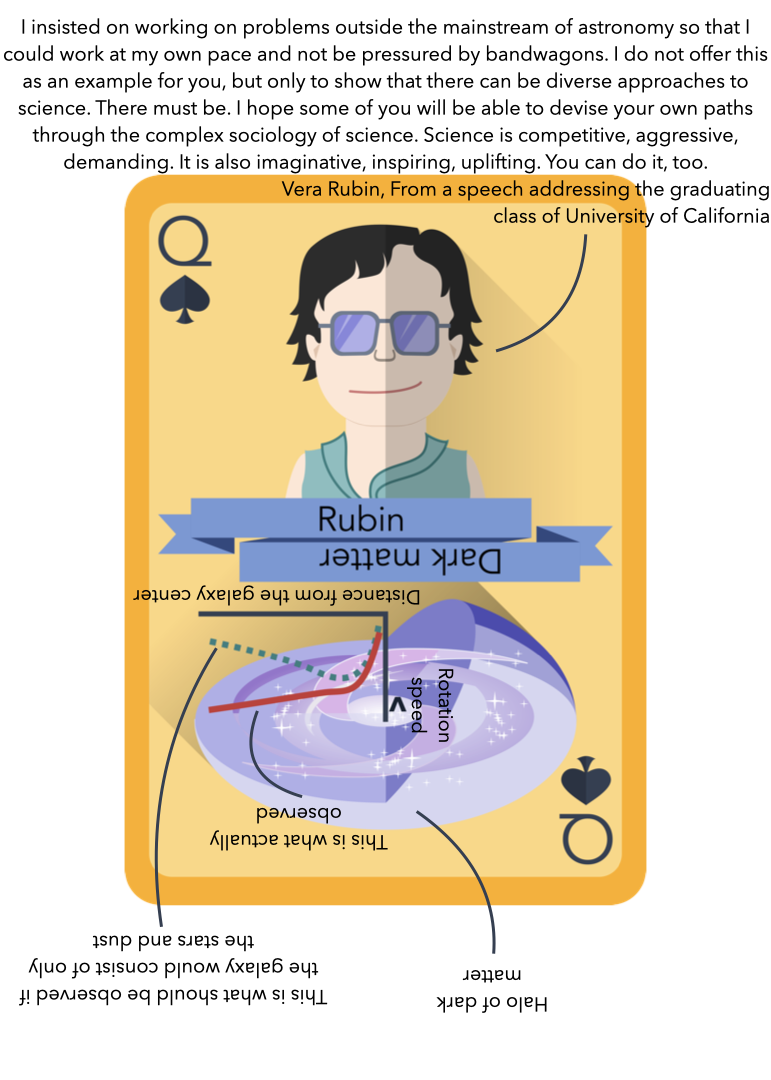 I insisted on working on problems outside the mainstream of astronomy so that I
could work at my own pace and not be pressured by bandwagons. I do not offer this
as an example for you, but only to show that there can be diverse approaches to
science. There must be. I hope some of you will be able to devise your own paths
through the complex sociology of science. Science is competitive, aggressive,
demanding. It is also imaginative, inspiring, uplifting. You can do it, too.
Vera Rubin, From a speech addressing the graduating
class of University of California
Q
Rubin
Dark matter
Distance from the galaxy center
Rotation
speed
v
This is what actually
observed
Q
This is what should be observed if
the galaxy would consist of only
the stars and dust
Halo of dark
matter